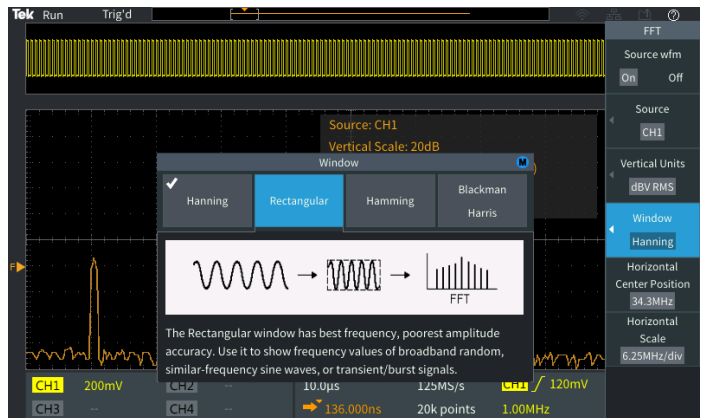 Tek Run Trig'd
FFT
Source wfm
On Off
Source
CH1
Vertical Units
dBV RMS
Window
Hanning
Horizontal
Center Position
34.3MHz
Horizontal
Scale
6.25MHz/div
Source: CH1
Vertical Scale: 20dB
Window M
Hanning
Rectangular
Hamming
Blackman
Harris
FFT
The Rectangular window has best frequency, poorest amplitude
accuracy. Use it to show frequency values of broadband random,
similar-frequency sine waves, or transient/burst signals.
F
CH1 200mV CH2 -- 10.0µs 125MS/s CH1 120mV
CH3 -- CH4 -- 136.000ns 20k points 1.00MHz